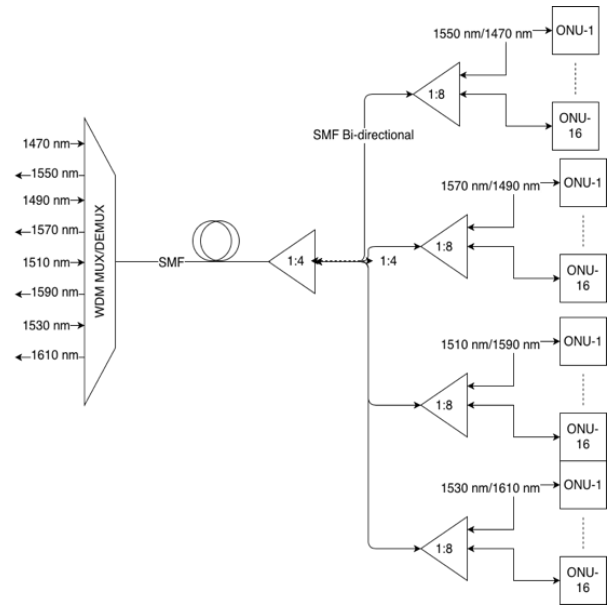 1470 nm
1550 nm
1490 nm
1570 nm
1510 nm
1590 nm
1530 nm
1610 nm
WDM MUX/DEMUX
SMF
1:4
1:4
SMF Bi-directional
1550 nm/1470 nm
ONU-1
1:8
ONU-
16
1570 nm/1490 nm
ONU-1
1:8
ONU-
16
1510 nm/1590 nm
ONU-1
1:8
ONU-
16
1530 nm/1610 nm
ONU-1
1:8
ONU-
16